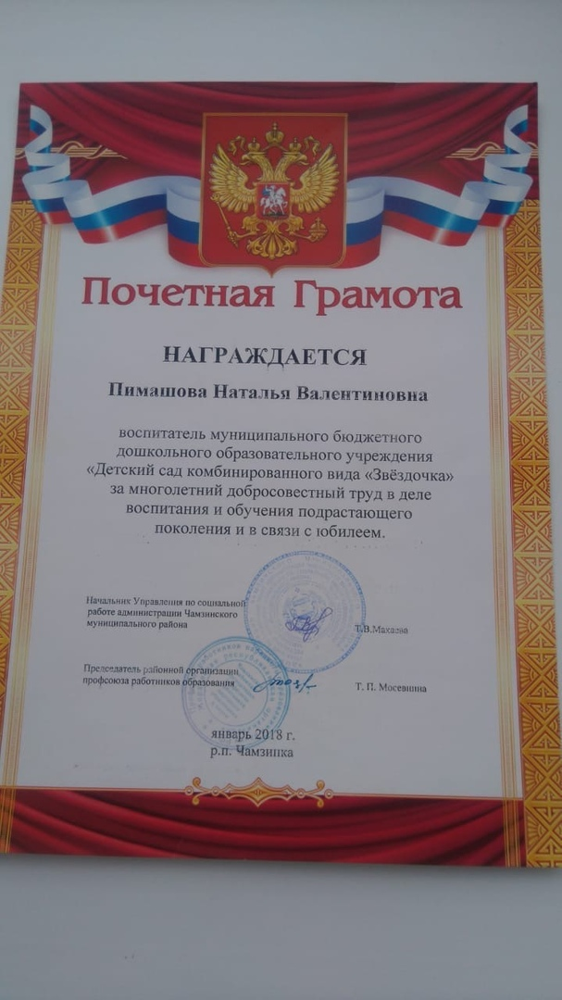 Почетная Грамота
НАГРАЖДАЕТСЯ
Пимашова Наталья Валентиновна
воспитатель муниципального бюджетного
дошкольного образовательного учреждения
«Детский сад комбинированного вида «Звёздочка»
за многолетний добросовестный труд в деле
воспитания и обучения подрастающего
поколения и в связи с юбилеем.
Начальник Управления по социальной
работе администрации Чамзинского
муниципального района
Т.В.Махаева
Председатель районной организации
профсоюза работников образования
Т. П. Мосевнина
январь 2018 г.
р.п. Чамзинка